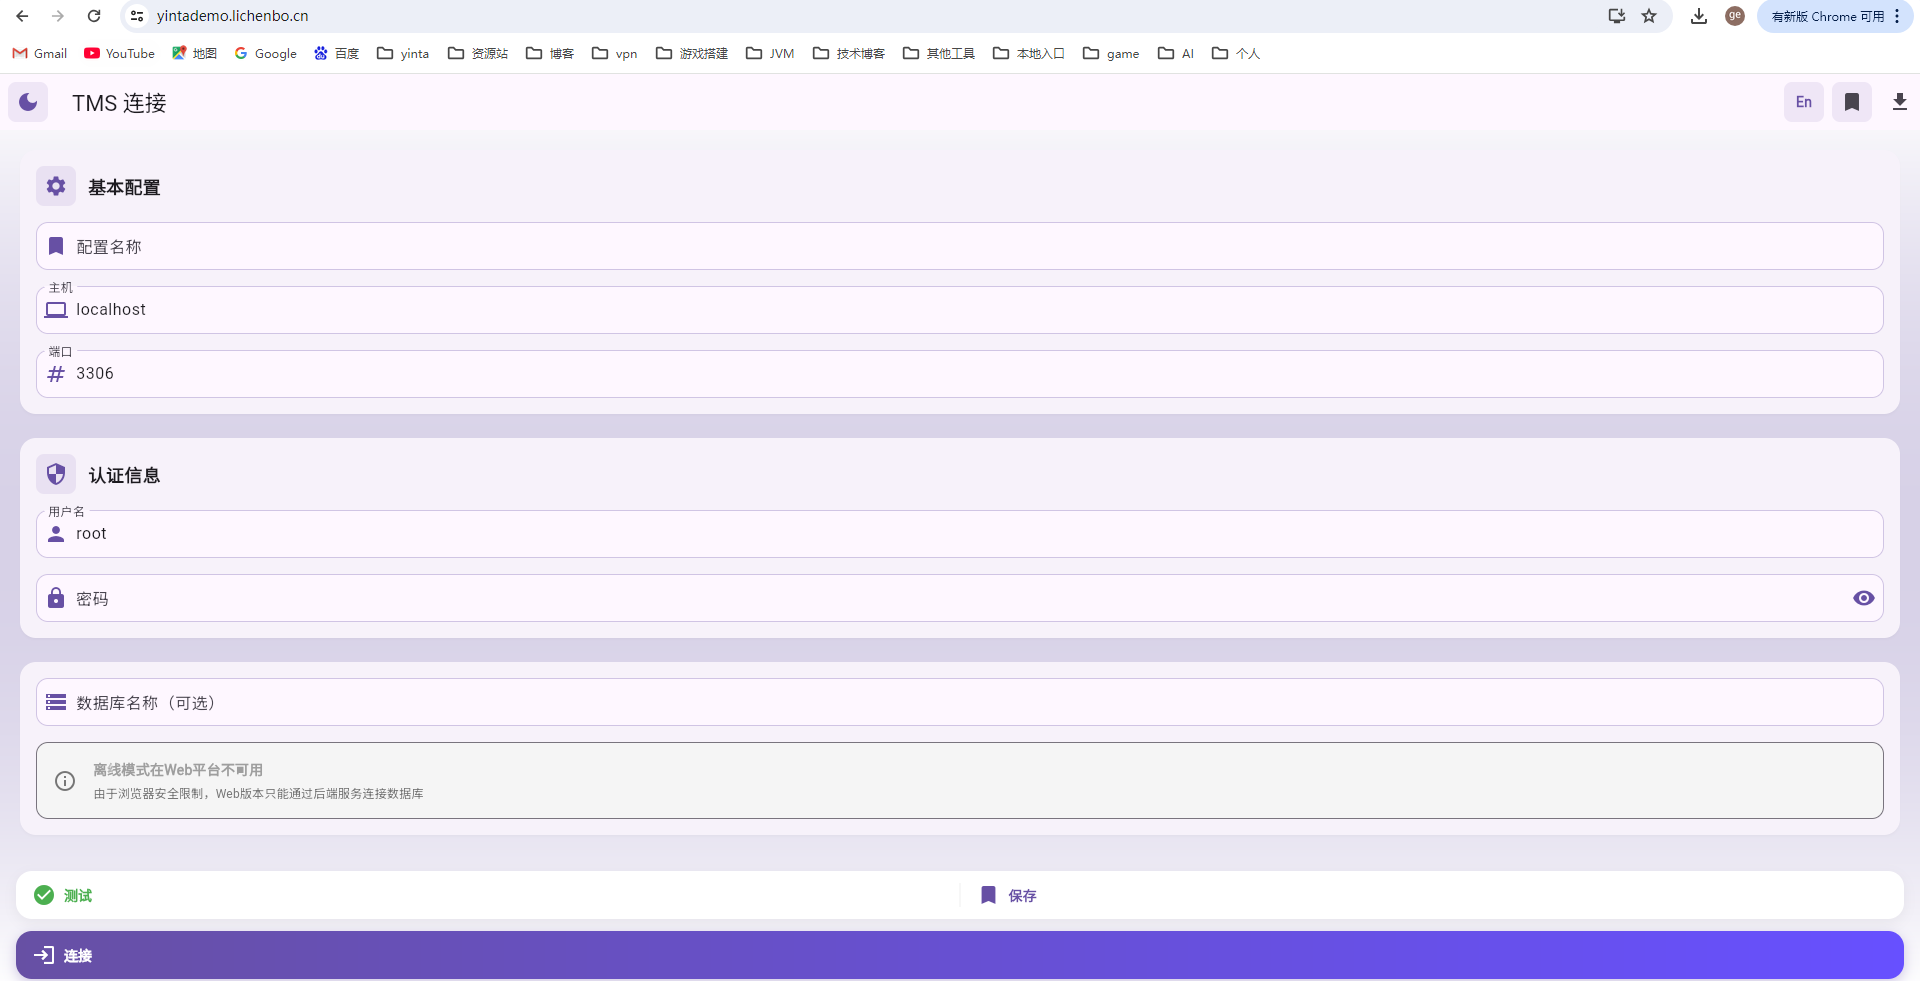 yintademo.lichenbo.cn
ge
有新版 Chrome 可用
Gmail
YouTube
地图
Google
百度
yinta
资源站
博客
vpn
游戏搭建
JVM
技术博客
其他工具
本地入口
game
AI
个人
TMS 连接
En
基本配置
配置名称
主机
localhost
端口
3306
认证信息
用户名
root
密码
数据库名称（可选）
离线模式在Web平台不可用
由于浏览器安全限制，Web版本只能通过后端服务连接数据库
测试
保存
连接